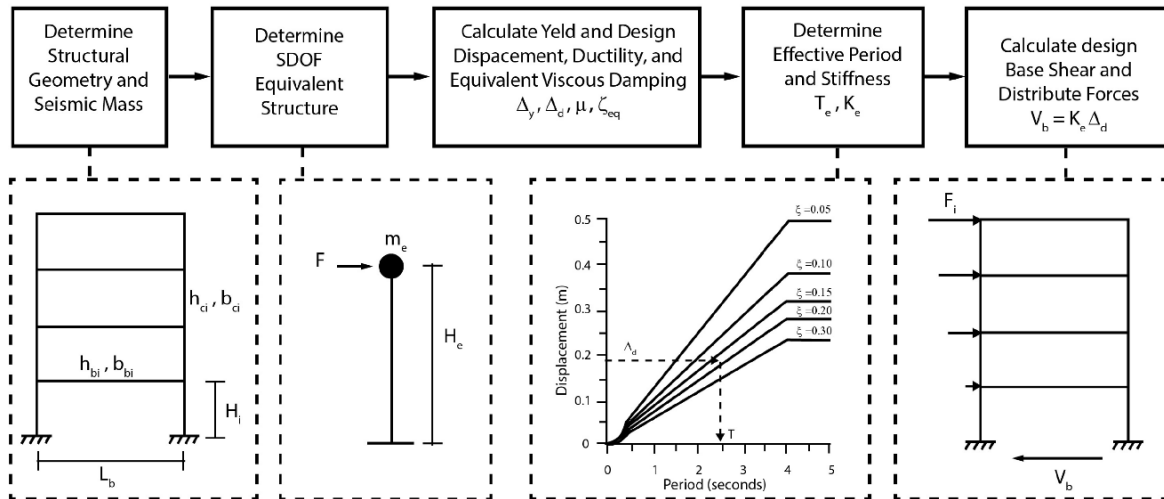 Determine
Structural
Geometry and
Seismic Mass
Determine
SDOF
Equivalent
Structure
Calculate Yeld and Design
Dispacement, Ductility, and
Equivalent Viscous Damping
Δy , Δd , μ , ζeq
Determine
Effective Period
and Stiffness
Te , Ke
Calculate design
Base Shear and
Distribute Forces
Vb = Ke Δd
hci , bci
hbi , bbi
Hi
Lb
F
me
He
Displacement (m)
0.5
0.4
0.3
0.2
0.1
0
ξ =0.05
ξ =0.10
ξ =0.15
ξ =0.20
ξ =0.30
Δd
T
0 1 2 3 4 5
Period (seconds)
Fi
Vb